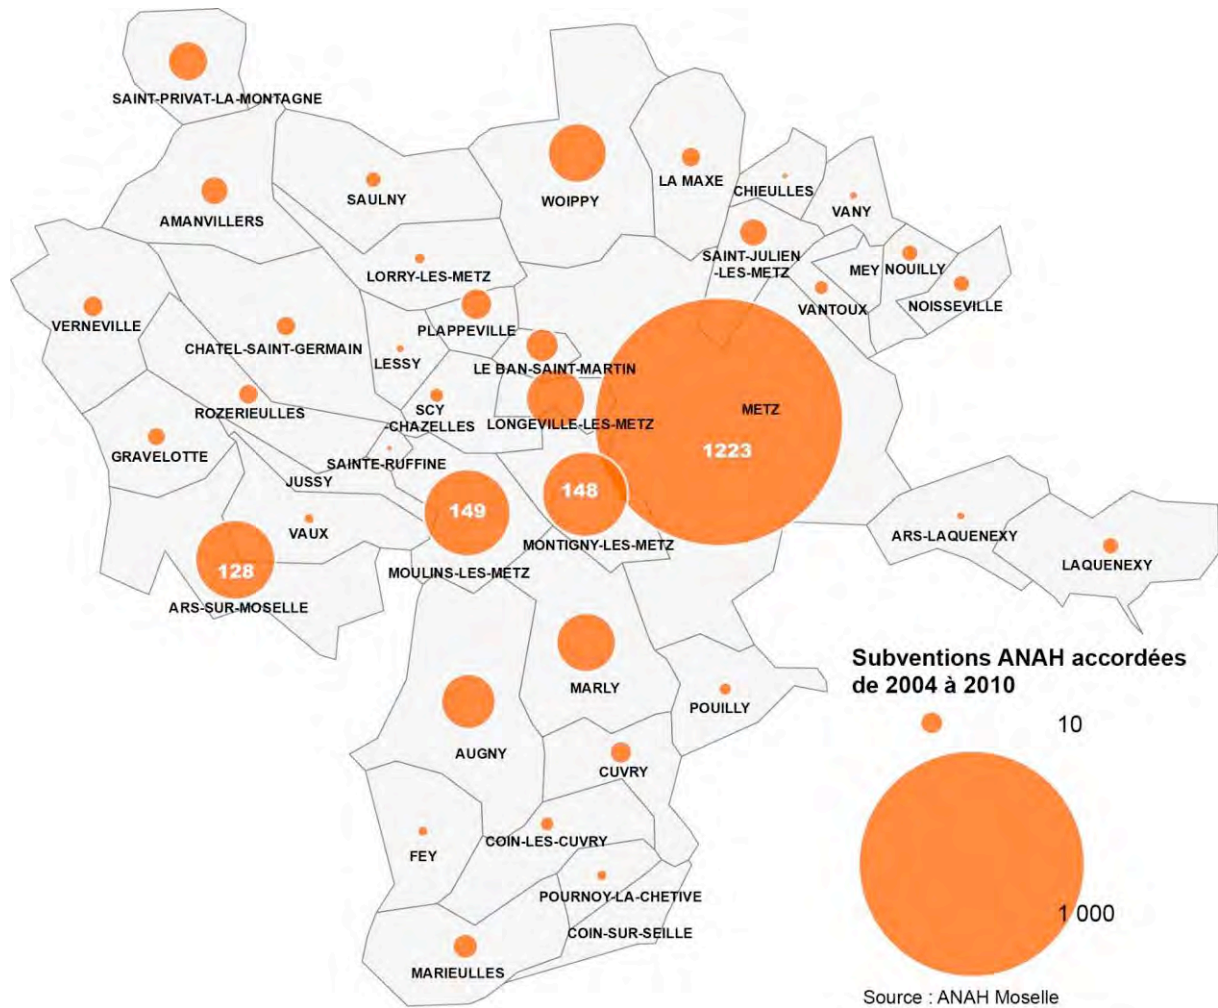 SAINT-PRIVAT-LA-MONTAGNE
SAULNY
AMANVILLERS
WOIPPY
LA MAXE
CHIEULLES
VANY
SAINT-JULIEN
-LES-METZ
MEY
NOUILLY
NOISSEVILLE
VANTOUX
LORRY-LES-METZ
PLAPPEVILLE
VERNEVILLE
CHATEL-SAINT-GERMAIN
LESSY
LE BAN-SAINT-MARTIN
ROZERIEULLES
SCY
-CHAZELLES
LONGEVILLE-LES-METZ
METZ
1223
GRAVELOTTE
SAINTE-RUFFINE
JUSSY
VAUX
149
148
MOULINS-LES-METZ
MONTIGNY-LES-METZ
128
ARS-SUR-MOSELLE
ARS-LAQUENEXY
LAQUENEXY
MARLY
POUILLY
AUGNY
CUVRY
FEY
COIN-LES-CUVRY
POURNOY-LA-CHETIVE
COIN-SUR-SEILLE
MARIEULLES
Subventions ANAH accordées
de 2004 à 2010
10
1 000
Source : ANAH Moselle